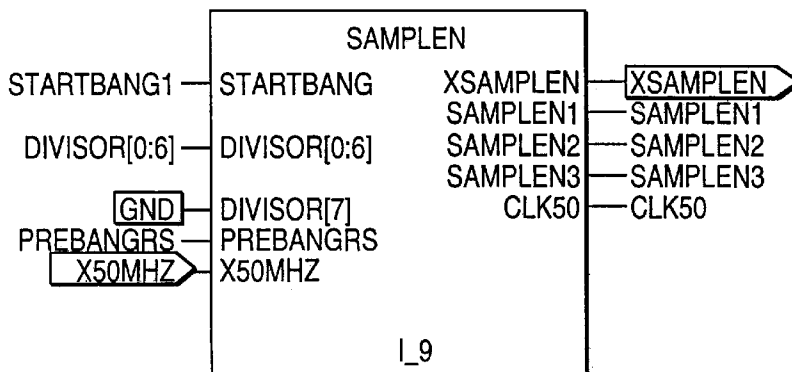 SAMPLEN
STARTBANG1 STARTBANG XSAMPLEN XSAMPLEN
SAMPLEN1 SAMPLEN1
DIVISOR[0:6] DIVISOR[0:6] SAMPLEN2 SAMPLEN2
SAMPLEN3 SAMPLEN3
GND DIVISOR[7] CLK50 CLK50
PREBANGRS PREBANGRS
X50MHZ X50MHZ
I_9